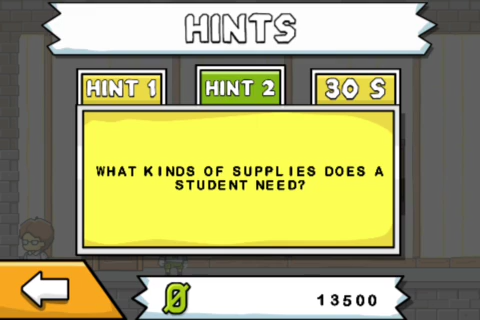 HINTS
HINT 1 HINT 2 30 S
WHAT KINDS OF SUPPLIES DOES A
STUDENT NEED?
13500